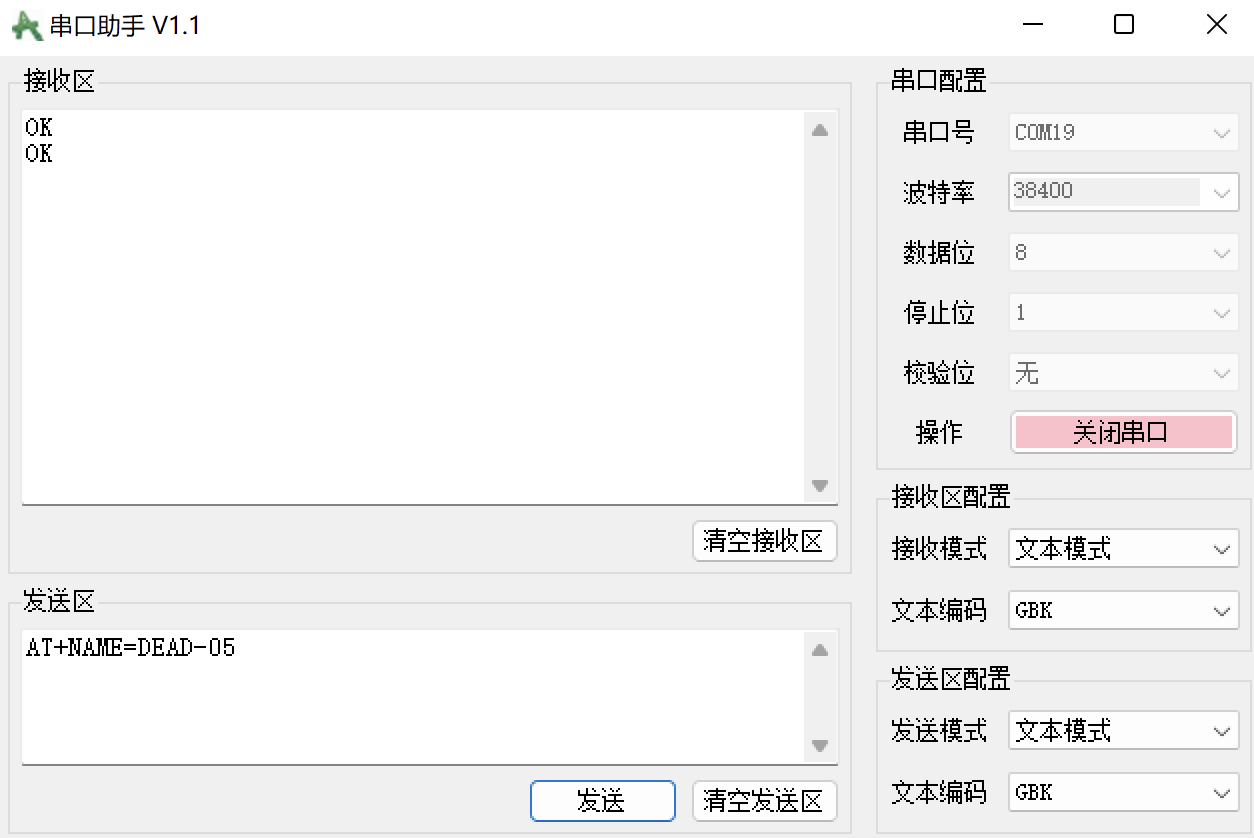 串口助手 V1.1
接收区
OK
OK
清空接收区
发送区
AT+NAME=DEAD-05
发送
清空发送区
串口配置
串口号 COM19
波特率 38400
数据位 8
停止位 1
校验位 无
操作 关闭串口
接收区配置
接收模式 文本模式
文本编码 GBK
发送区配置
发送模式 文本模式
文本编码 GBK